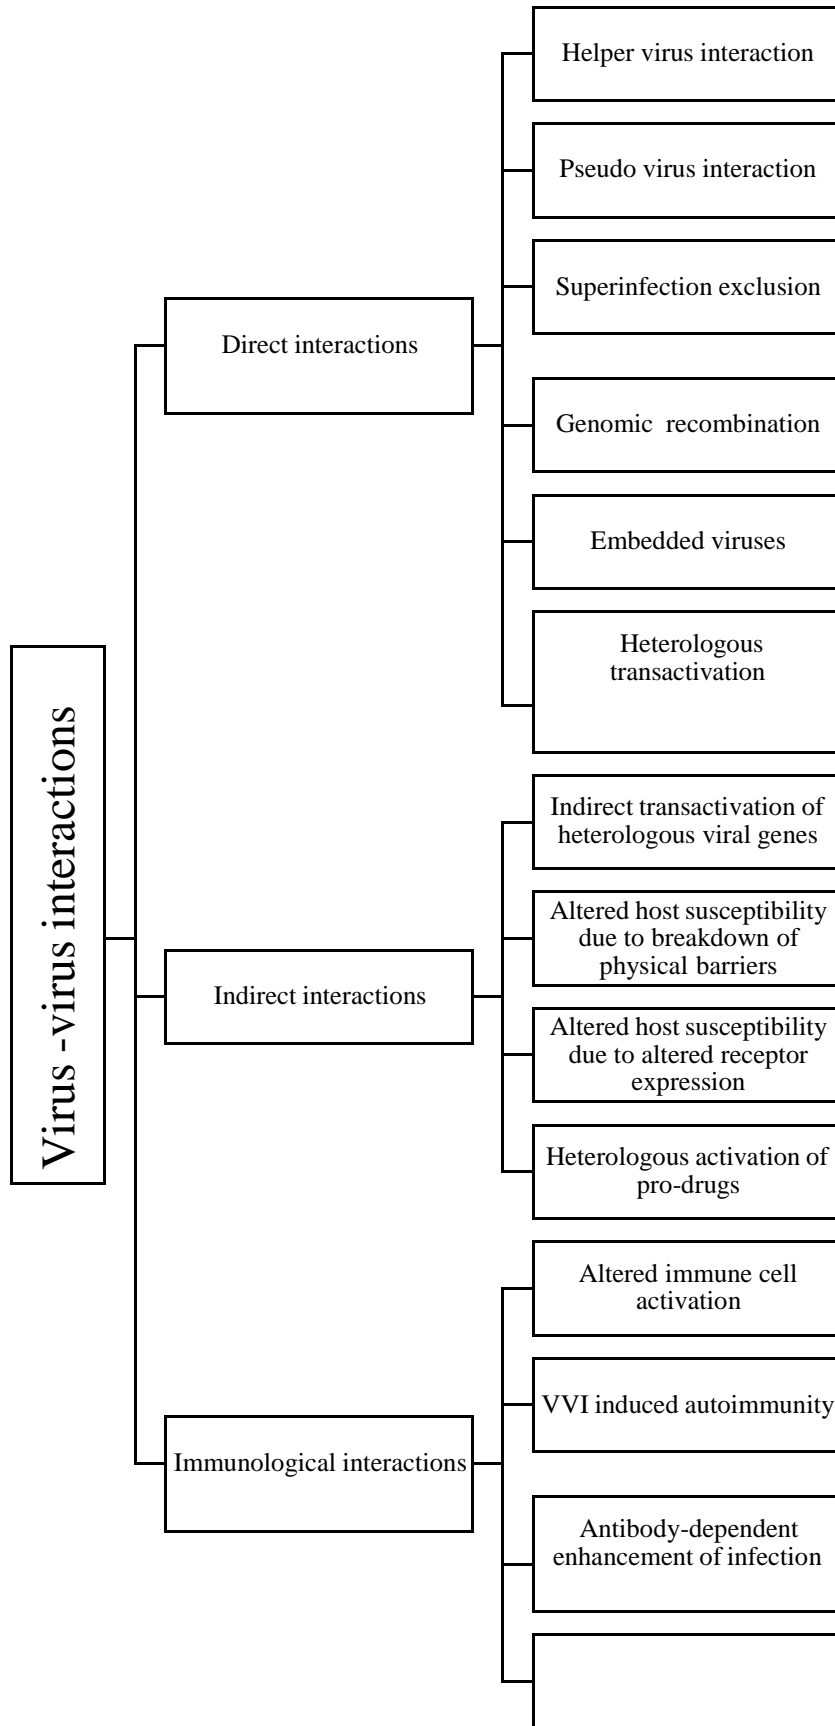 Virus -virus interactions
Direct interactions
Helper virus interaction
Pseudo virus interaction
Superinfection exclusion
Genomic recombination
Embedded viruses
Heterologous
transactivation
Indirect interactions
Indirect transactivation of
heterologous viral genes
Altered host susceptibility
due to breakdown of
physical barriers
Altered host susceptibility
due to altered receptor
expression
Heterologous activation of
pro-drugs
Immunological interactions
Altered immune cell
activation
VVI induced autoimmunity
Antibody-dependent
enhancement of infection